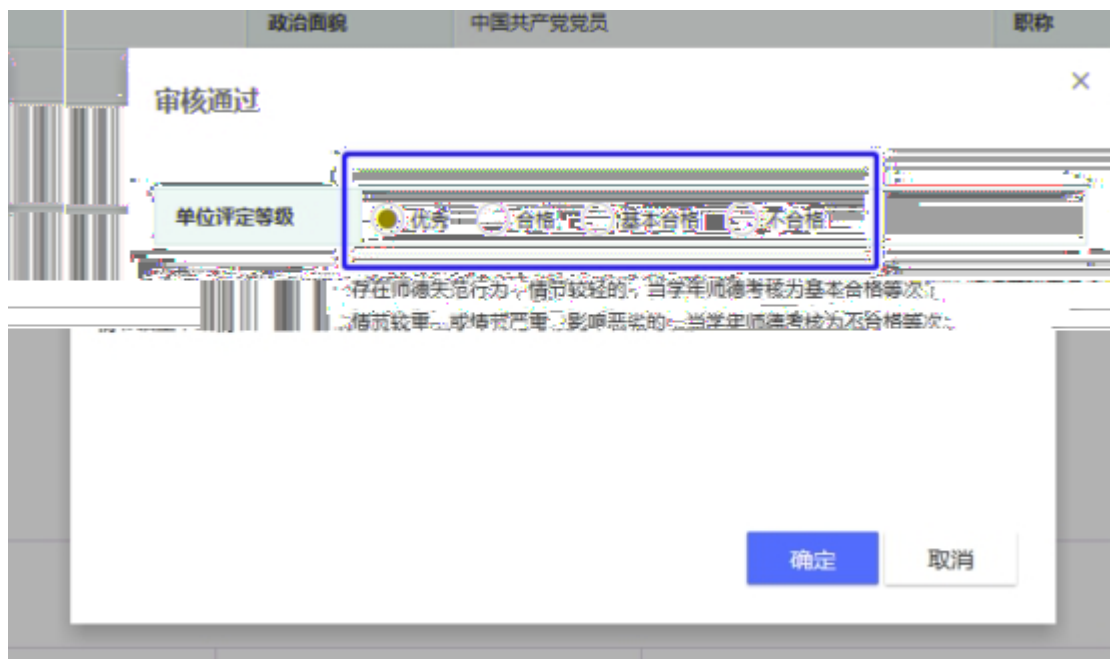 政治面貌 中国共产党党员 职称
审核通过
×
单位评定等级 优秀 合格 基本合格 不合格
存在师德失范行为,情节较轻的,当学年师德考核为基本合格等次;
情节较重、或情节严重、影响恶劣的,当学年师德考核为不合格等次。
确定 取消